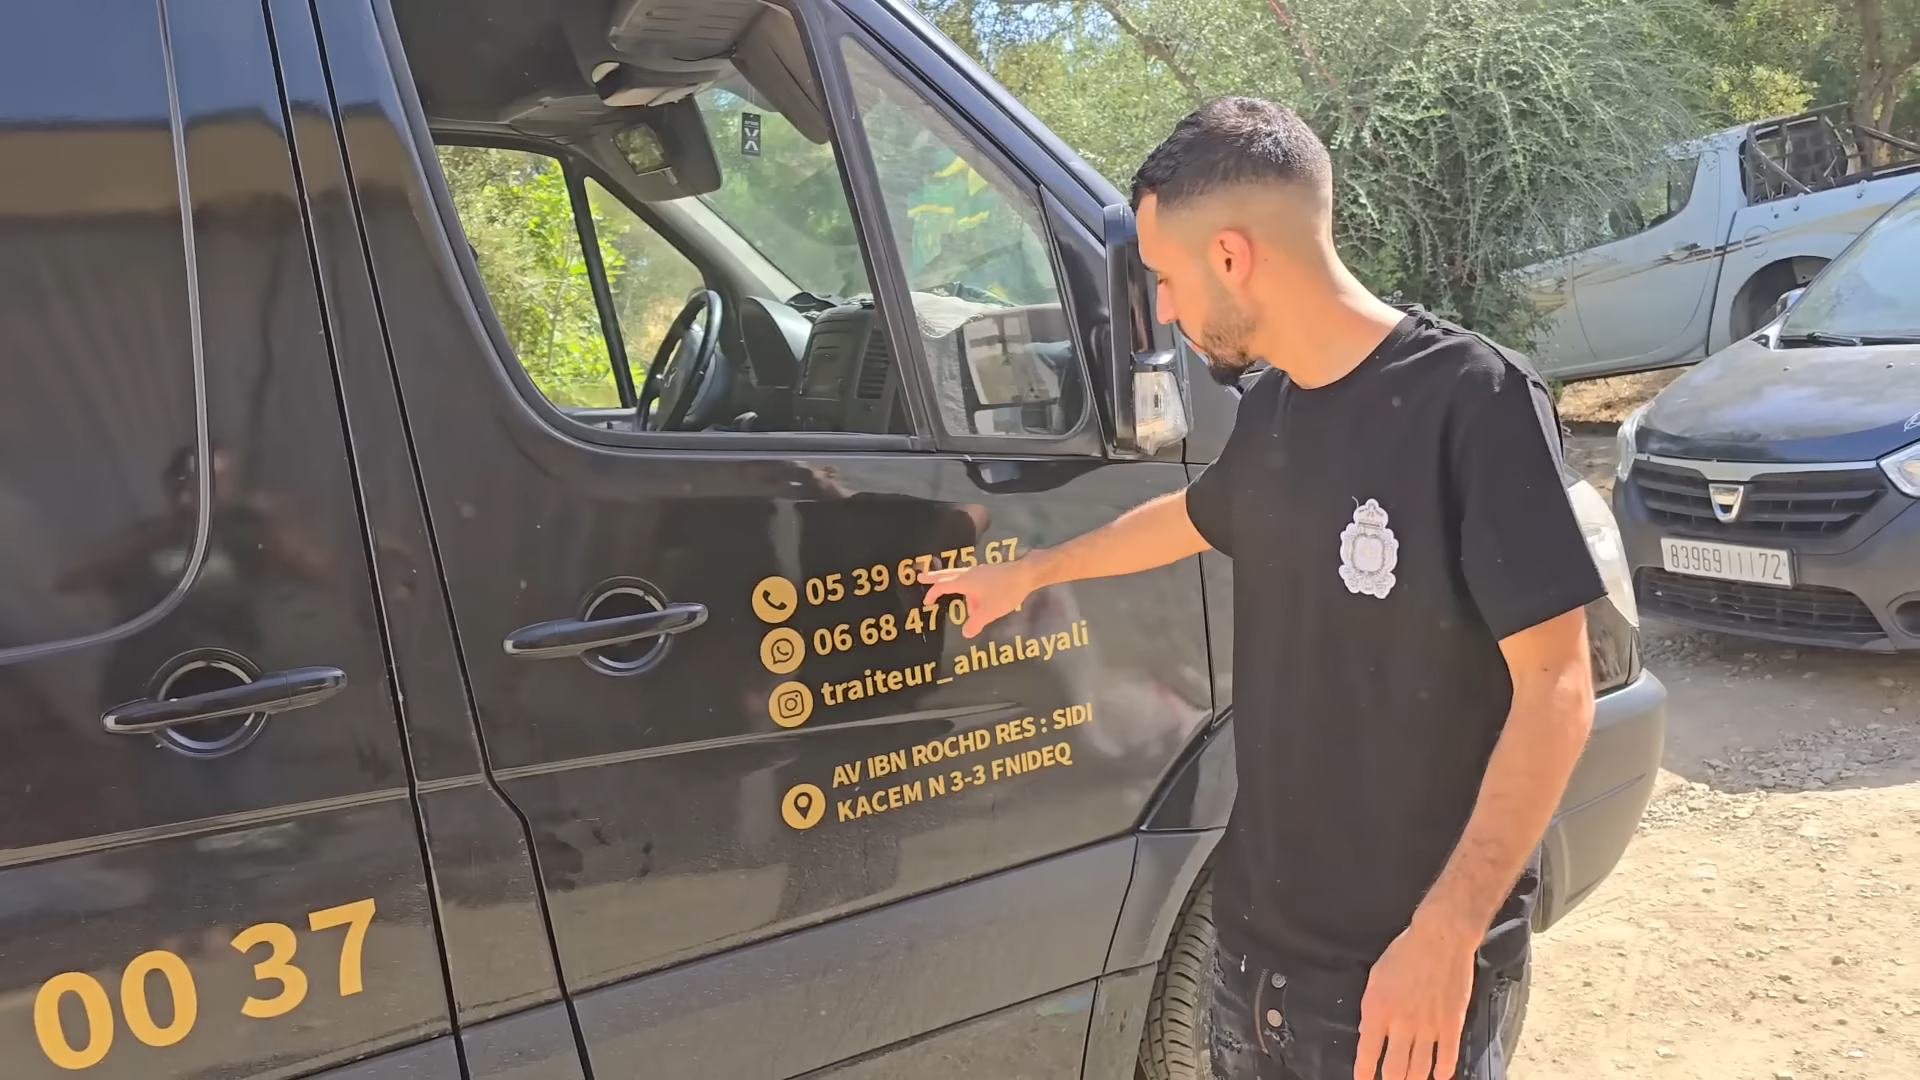 05 39 67 75 67
06 68 47 0
traiteur_ahlalayali
AV IBN ROCHD RES : SIDI
KACEM N 3-3 FNIDEQ
00 37
83969 72